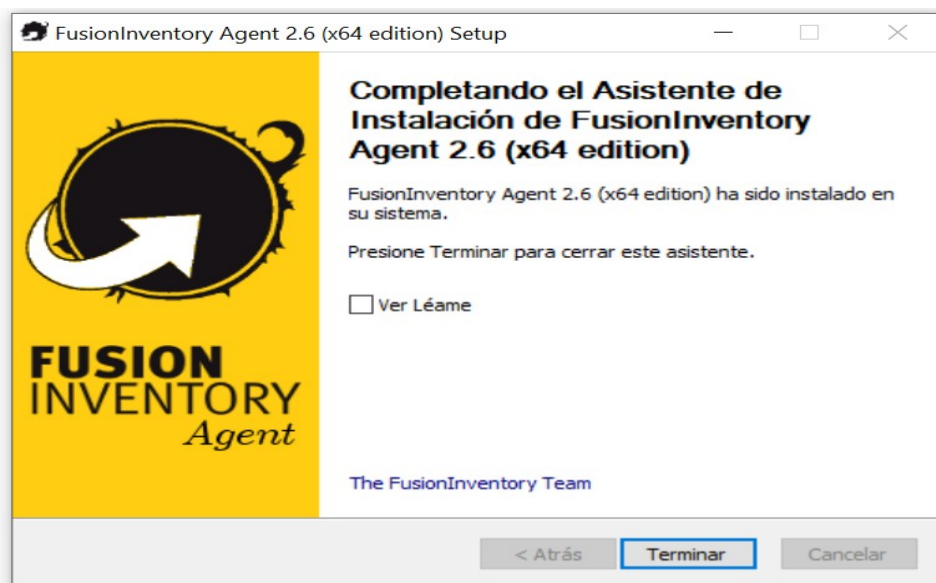 FusionInventory Agent 2.6 (x64 edition) Setup
Completando el Asistente de
Instalación de FusionInventory
Agent 2.6 (x64 edition)
FusionInventory Agent 2.6 (x64 edition) ha sido instalado en
su sistema.
Presione Terminar para cerrar este asistente.
Ver Léame
FUSION
INVENTORY
Agent
The FusionInventory Team
< Atrás
Terminar
Cancelar